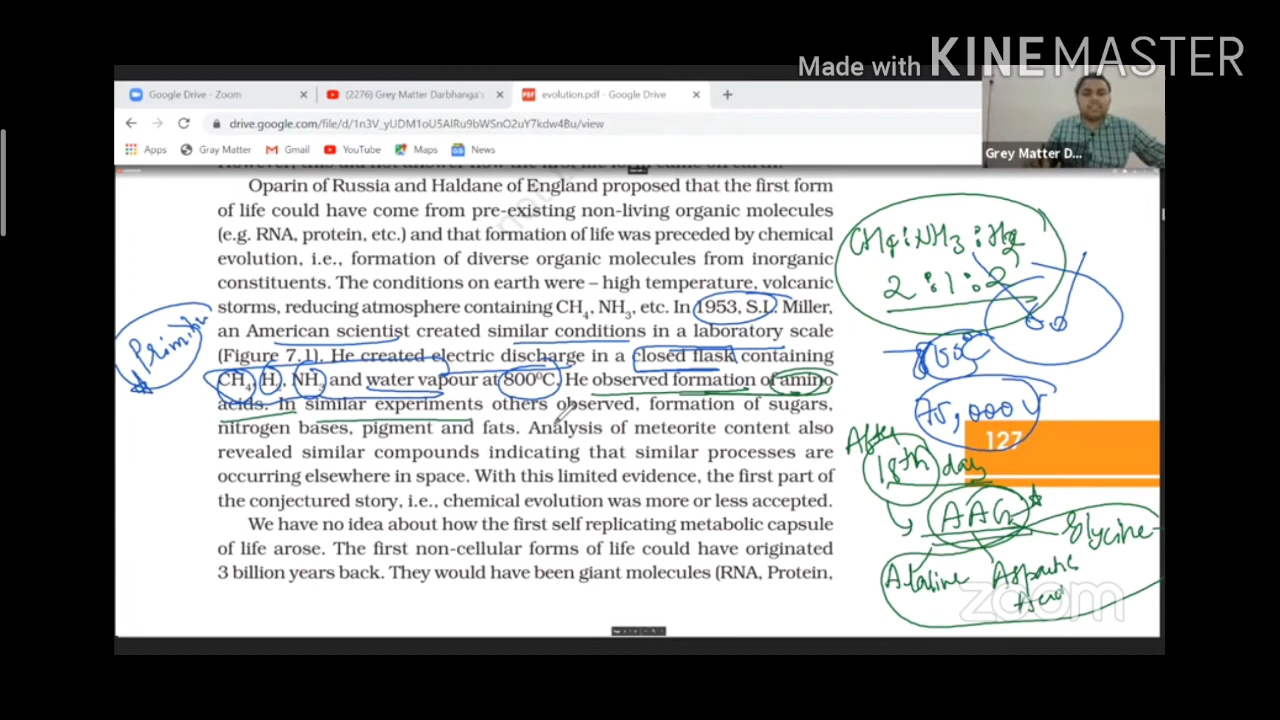 Made with KINEMASTER
Google Drive - Zoom
(2276) Grey Matter Darbhanga's
evolution.pdf - Google Drive
drive.google.com/file/d/1n3V_yUDM1oU5AlRu9bWSnO2uY7kdw4Bu/view
Apps Gray Matter Gmail YouTube Maps News
Grey Matter D...
Oparin of Russia and Haldane of England proposed that the first form
of life could have come from pre-existing non-living organic molecules
(e.g. RNA, protein, etc.) and that formation of life was preceded by chemical
evolution, i.e., formation of diverse organic molecules from inorganic
constituents. The conditions on earth were – high temperature, volcanic
storms, reducing atmosphere containing CH4, NH3, etc. In 1953, S.L. Miller,
an American scientist created similar conditions in a laboratory scale
(Figure 7.1). He created electric discharge in a closed flask containing
CH4, H2, NH3 and water vapour at 800°C. He observed formation of amino
acids. In similar experiments others observed, formation of sugars,
nitrogen bases, pigment and fats. Analysis of meteorite content also
revealed similar compounds indicating that similar processes are
occurring elsewhere in space. With this limited evidence, the first part of
the conjectured story, i.e., chemical evolution was more or less accepted.
We have no idea about how the first self replicating metabolic capsule
of life arose. The first non-cellular forms of life could have originated
3 billion years back. They would have been giant molecules (RNA, Protein,
CH4:NH3:H2
2:1:2
75,000V
127
After
18th day
AAG
Glycine
Alaline Aspartic
Acid
zoom